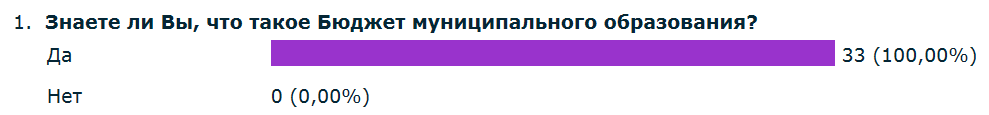 1. Знаете ли Вы, что такое Бюджет муниципального образования?
Да 33 (100,00%)
Нет 0 (0,00%)